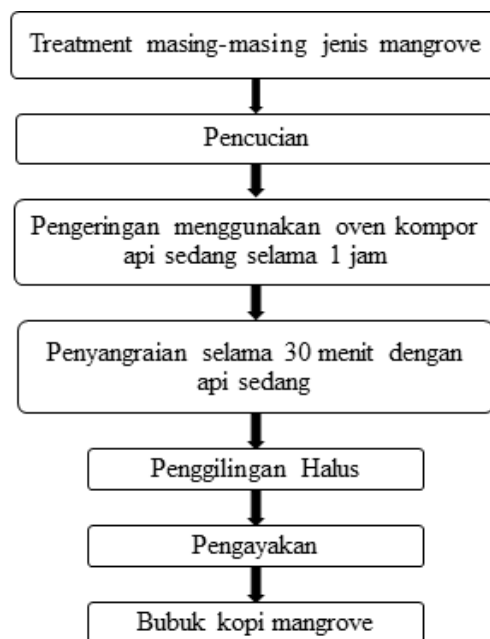 Treatment masing-masing jenis mangrove
Pencucian
Pengeringan menggunakan oven kompor
api sedang selama 1 jam
Penyangraian selama 30 menit dengan
api sedang
Penggilingan Halus
Pengayakan
Bubuk kopi mangrove